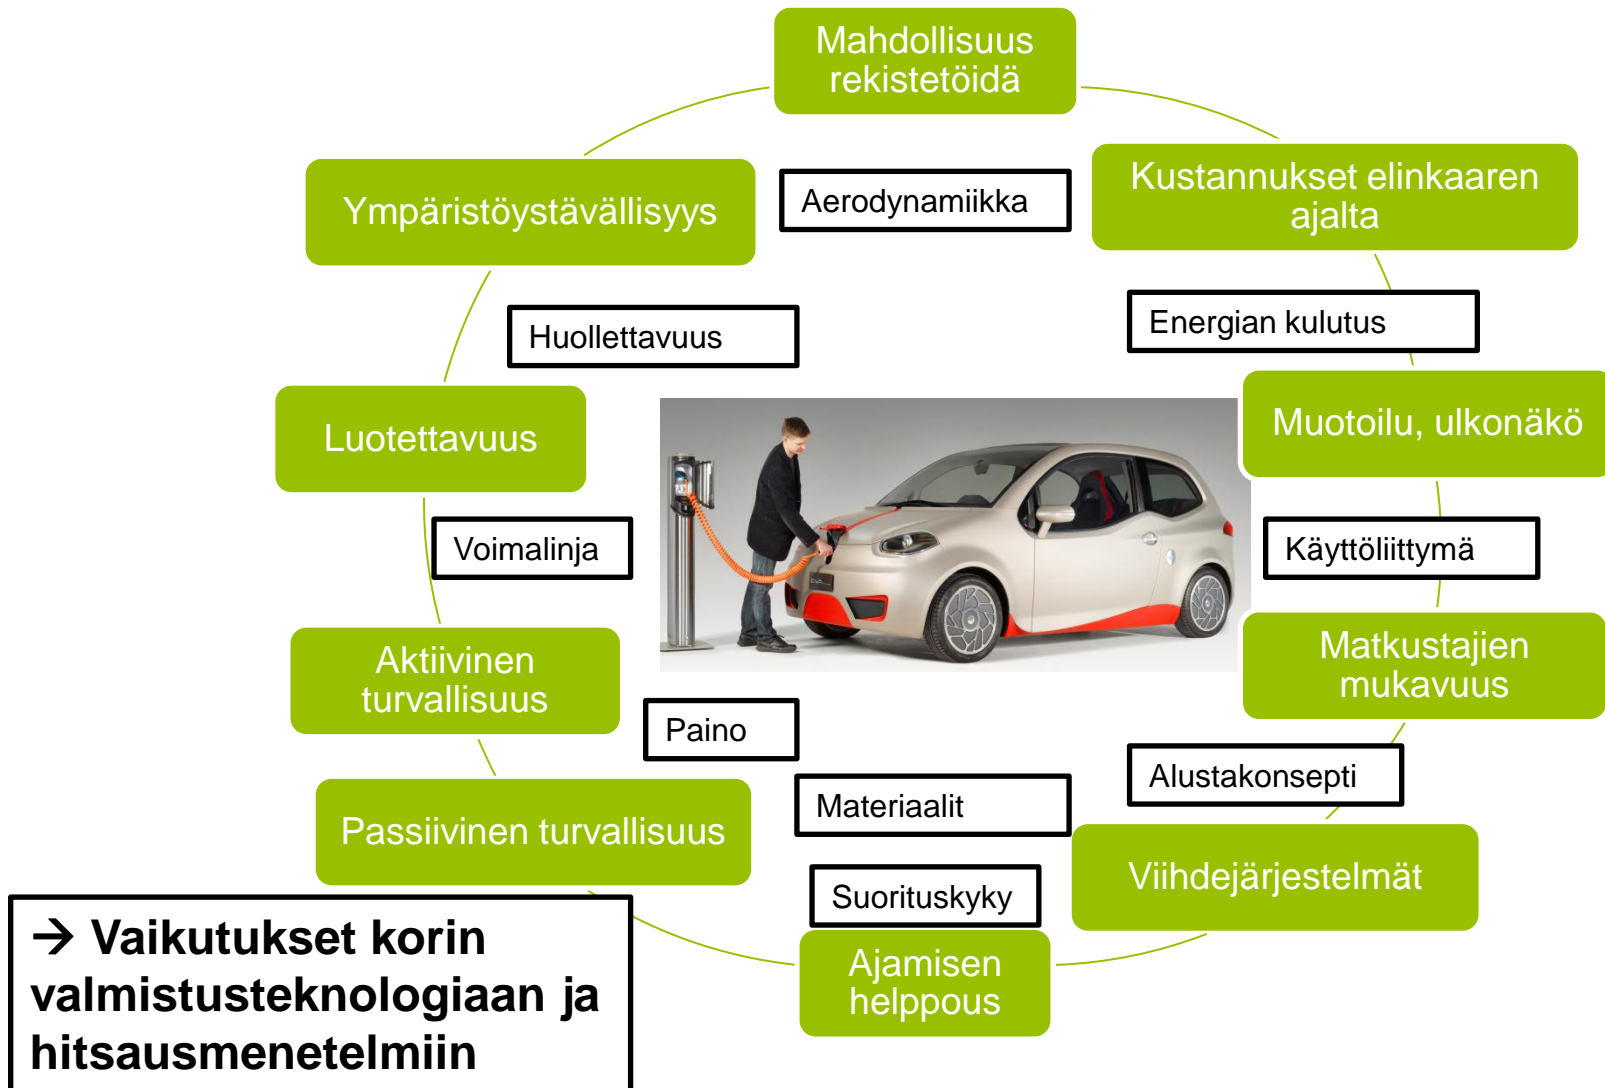 Mahdollisuus
rekistetöidä
Ympäristöystävällisyys
Aerodynamiikka
Kustannukset elinkaaren
ajalta
Huollettavuus
Energian kulutus
Luotettavuus
Muotoilu, ulkonäkö
Voimalinja
Käyttöliittymä
Aktiivinen
turvallisuus
Matkustajien
mukavuus
Paino
Alustakonsepti
Materiaalit
Passiivinen turvallisuus
Suorituskyky
Viihdejärjestelmät
Ajamisen
helppous
→ Vaikutukset korin
valmistusteknologiaan ja
hitsausmenetelmiin